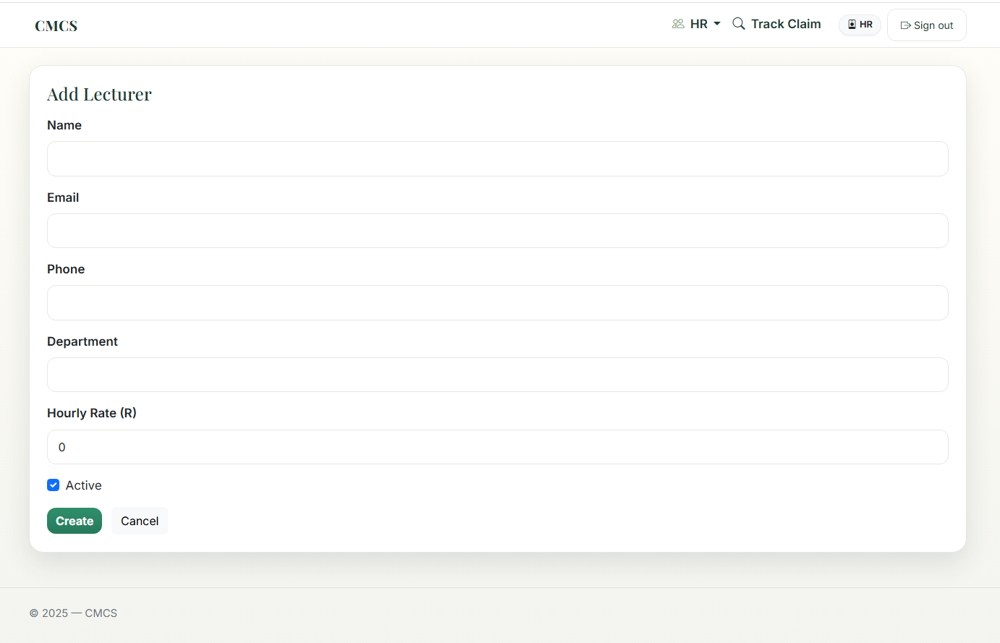 CMCS
HR
Track Claim
HR
Sign out
Add Lecturer
Name
Email
Phone
Department
Hourly Rate (R)
0
Active
Create
Cancel
© 2025 — CMCS